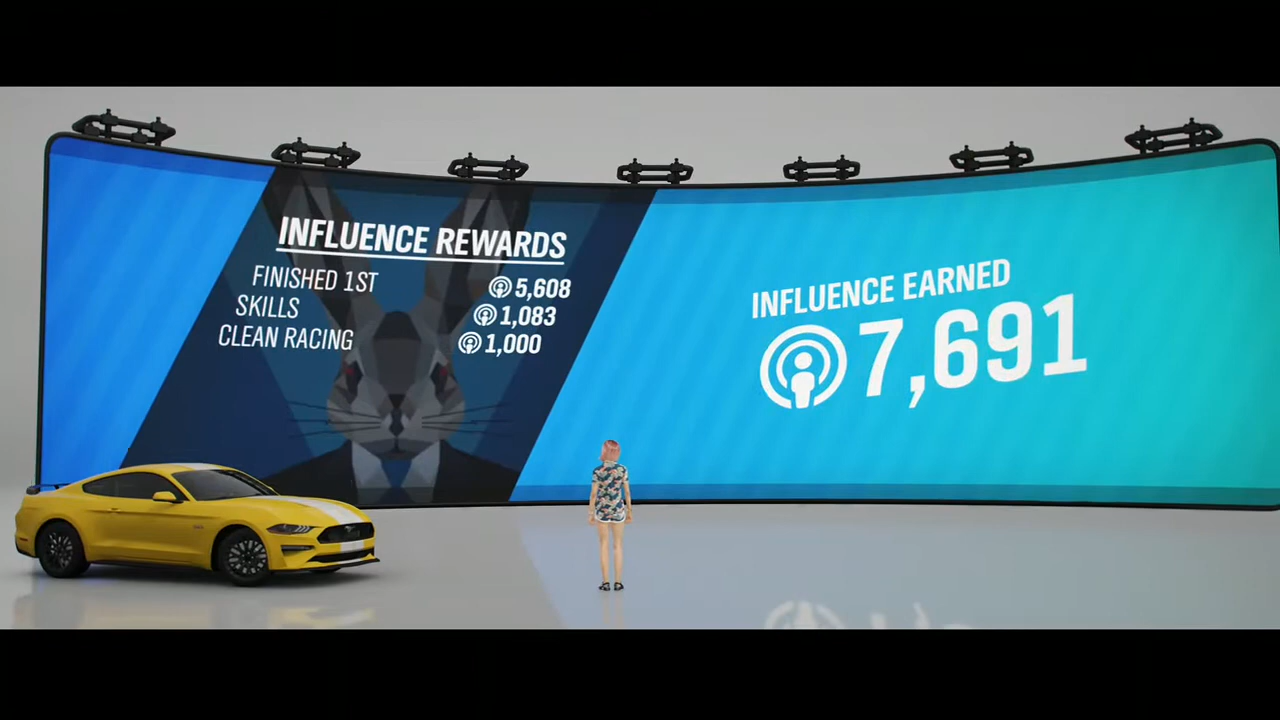 INFLUENCE REWARDS
FINISHED 1ST 5,608
SKILLS 1,083
CLEAN RACING 1,000
INFLUENCE EARNED
7,691